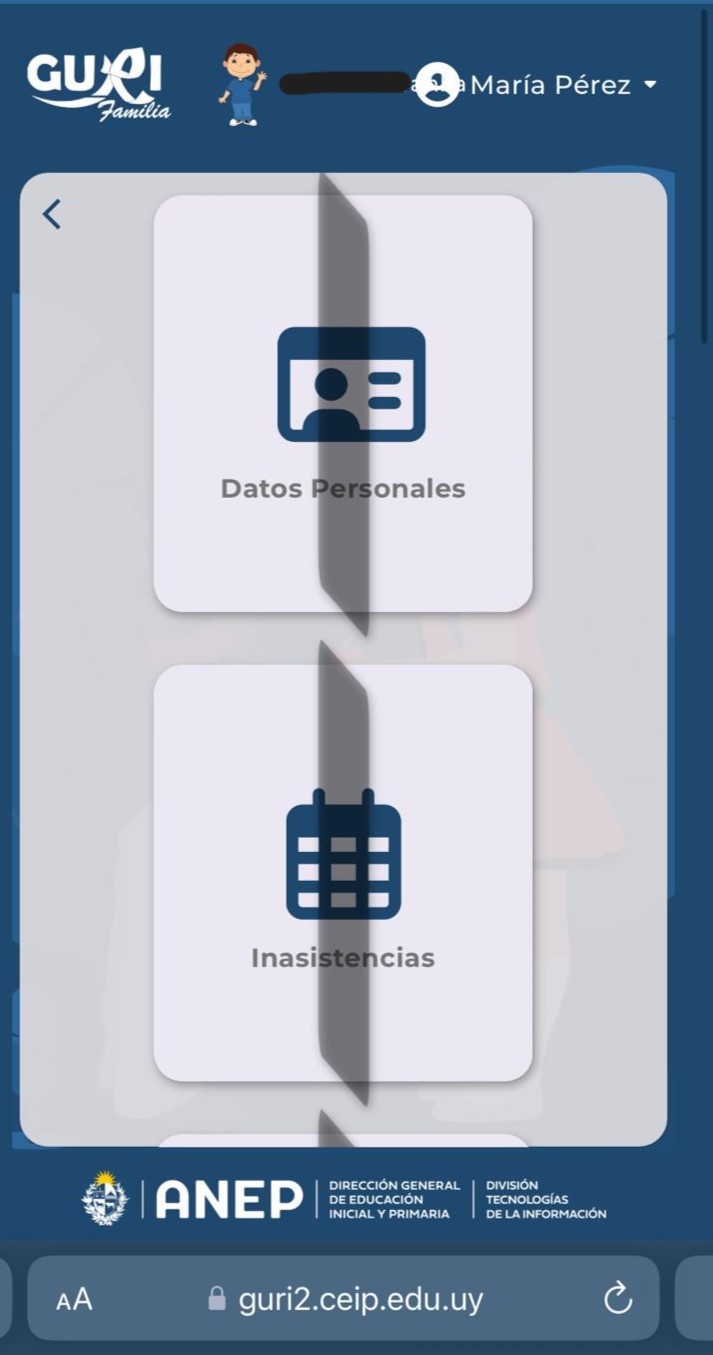 GURI
Familia
María Pérez
Datos Personales
Inasistencias
ANEP
DIRECCIÓN GENERAL
DE EDUCACIÓN
INICIAL Y PRIMARIA
DIVISIÓN
TECNOLOGÍAS
DE LA INFORMACIÓN
AA
guri2.ceip.edu.uy